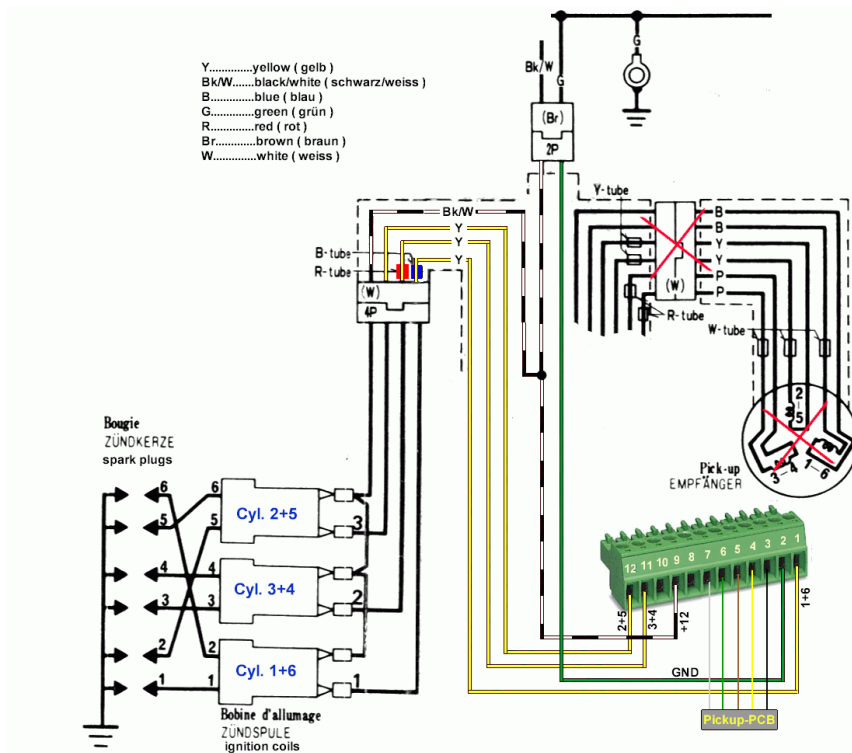 Y.............yellow ( gelb )
Bk/W.......black/white ( schwarz/weiss )
B.............blue ( blau )
G.............green ( grün )
R.............red ( rot )
Br............brown ( braun )
W.............white ( weiss )
Bk/W
G
G
(Br)
2P
Y-tube
B
B
Y
Y
P
P
(W)
R-tube
W-tube
2-5
3-4
1-6
Pick-up
EMPFÄNGER
Bk/W
Y
Y
Y
B-tube
R-tube
(W)
4P
Bougie
ZÜNDKERZE
spark plugs
6
5
4
3
2
1
6
5
4
3
2
1
Cyl. 2+5
Cyl. 3+4
Cyl. 1+6
3
2
1
Bobine d'allumage
ZÜNDSPULE
ignition coils
12 11 10 9 8 7 6 5 4 3 2 1
2+5
3+4
+12
1+6
GND
Pickup-PCB